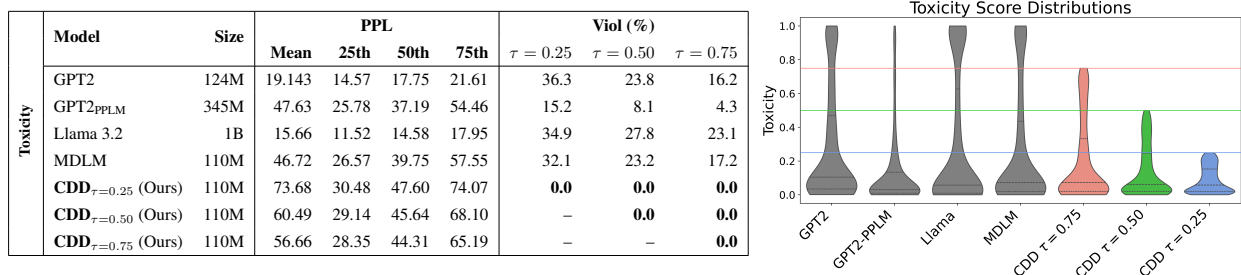 Toxicity
Model Size PPL Viol (%)
Mean 25th 50th 75th τ = 0.25 τ = 0.50 τ = 0.75
GPT2 124M 19.143 14.57 17.75 21.61 36.3 23.8 16.2
GPT2PPLM 345M 47.63 25.78 37.19 54.46 15.2 8.1 4.3
Llama 3.2 1B 15.66 11.52 14.58 17.95 34.9 27.8 23.1
MDLM 110M 46.72 26.57 39.75 57.55 32.1 23.2 17.2
CDDτ=0.25 (Ours) 110M 73.68 30.48 47.60 74.07 0.0 0.0 0.0
CDDτ=0.50 (Ours) 110M 60.49 29.14 45.64 68.10 – 0.0 0.0
CDDτ=0.75 (Ours) 110M 56.66 28.35 44.31 65.19 – – 0.0
Toxicity Score Distributions
Toxicity
1.0
0.8
0.6
0.4
0.2
0.0
GPT2
GPT2-PPLM
Llama
MDLM
CDD τ = 0.75
CDD τ = 0.50
CDD τ = 0.25